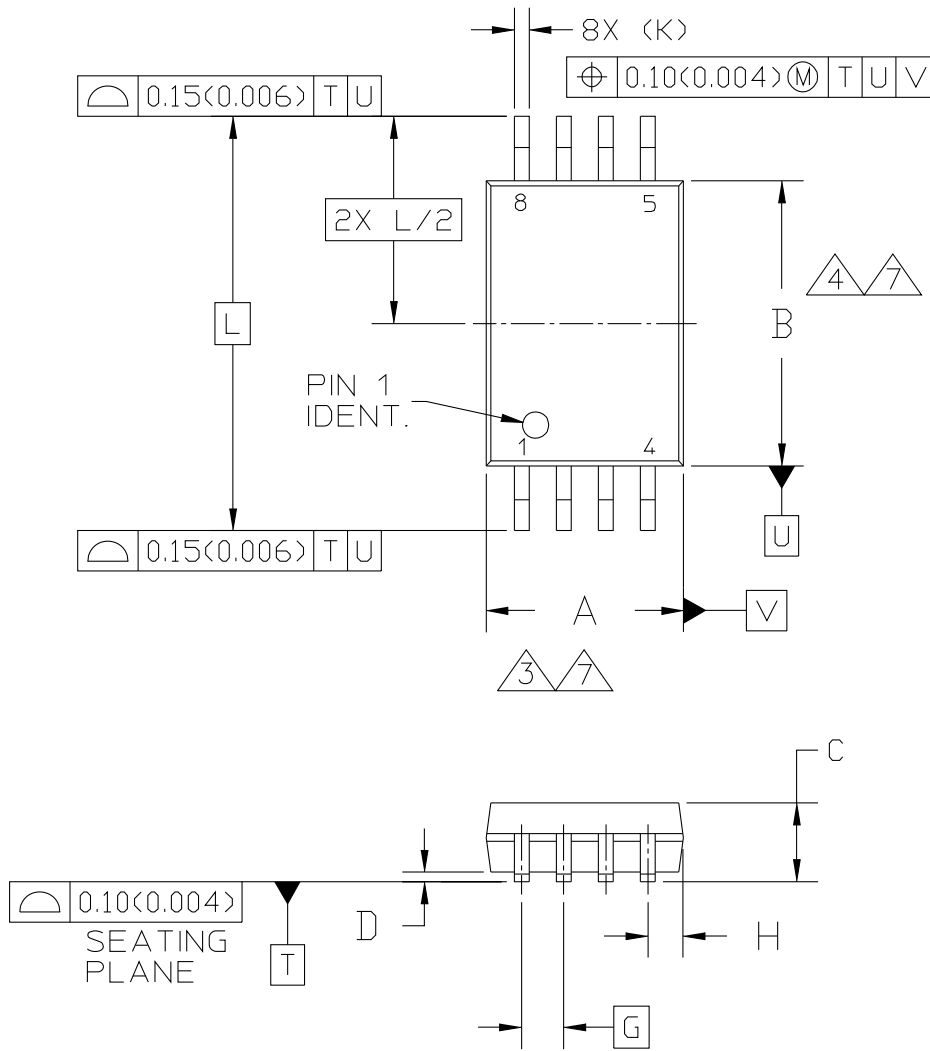 8X (K)
⌖ 0.10(0.004) Ⓜ T U V
⌓ 0.15(0.006) T U
8 5
2X L/2
4 7
L
B
PIN 1
IDENT.
1 4
U
⌓ 0.15(0.006) T U
A
V
3 7
C
⌓ 0.10(0.004)
SEATING
PLANE
D
T
H
G